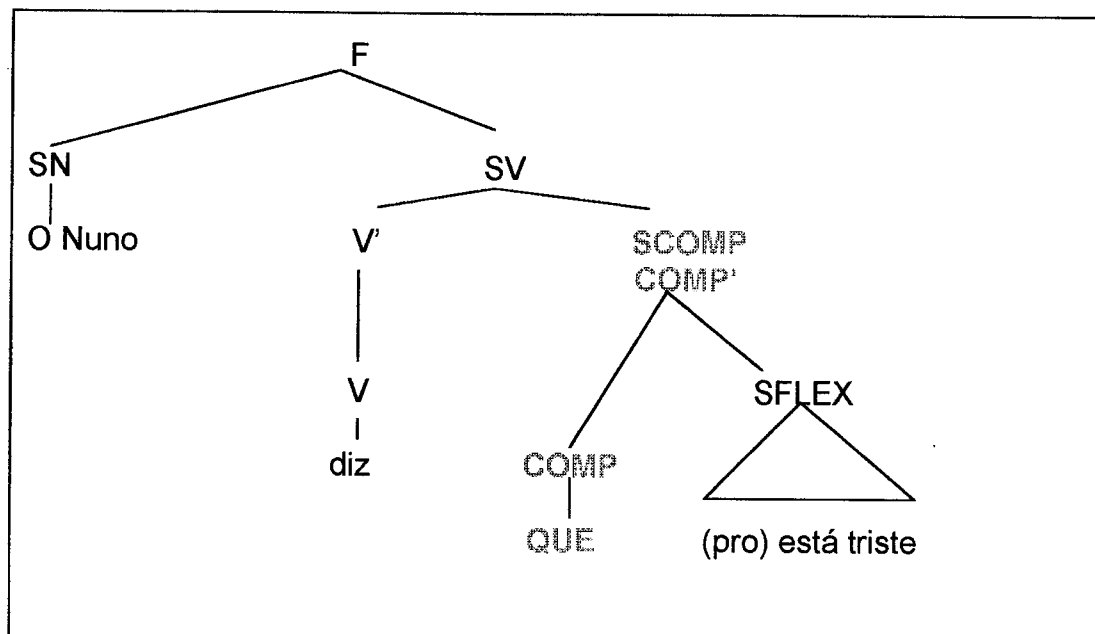 F
SN SV
O Nuno V' SCOMP
COMP'
V SFLEX
diz COMP
QUE (pro) está triste